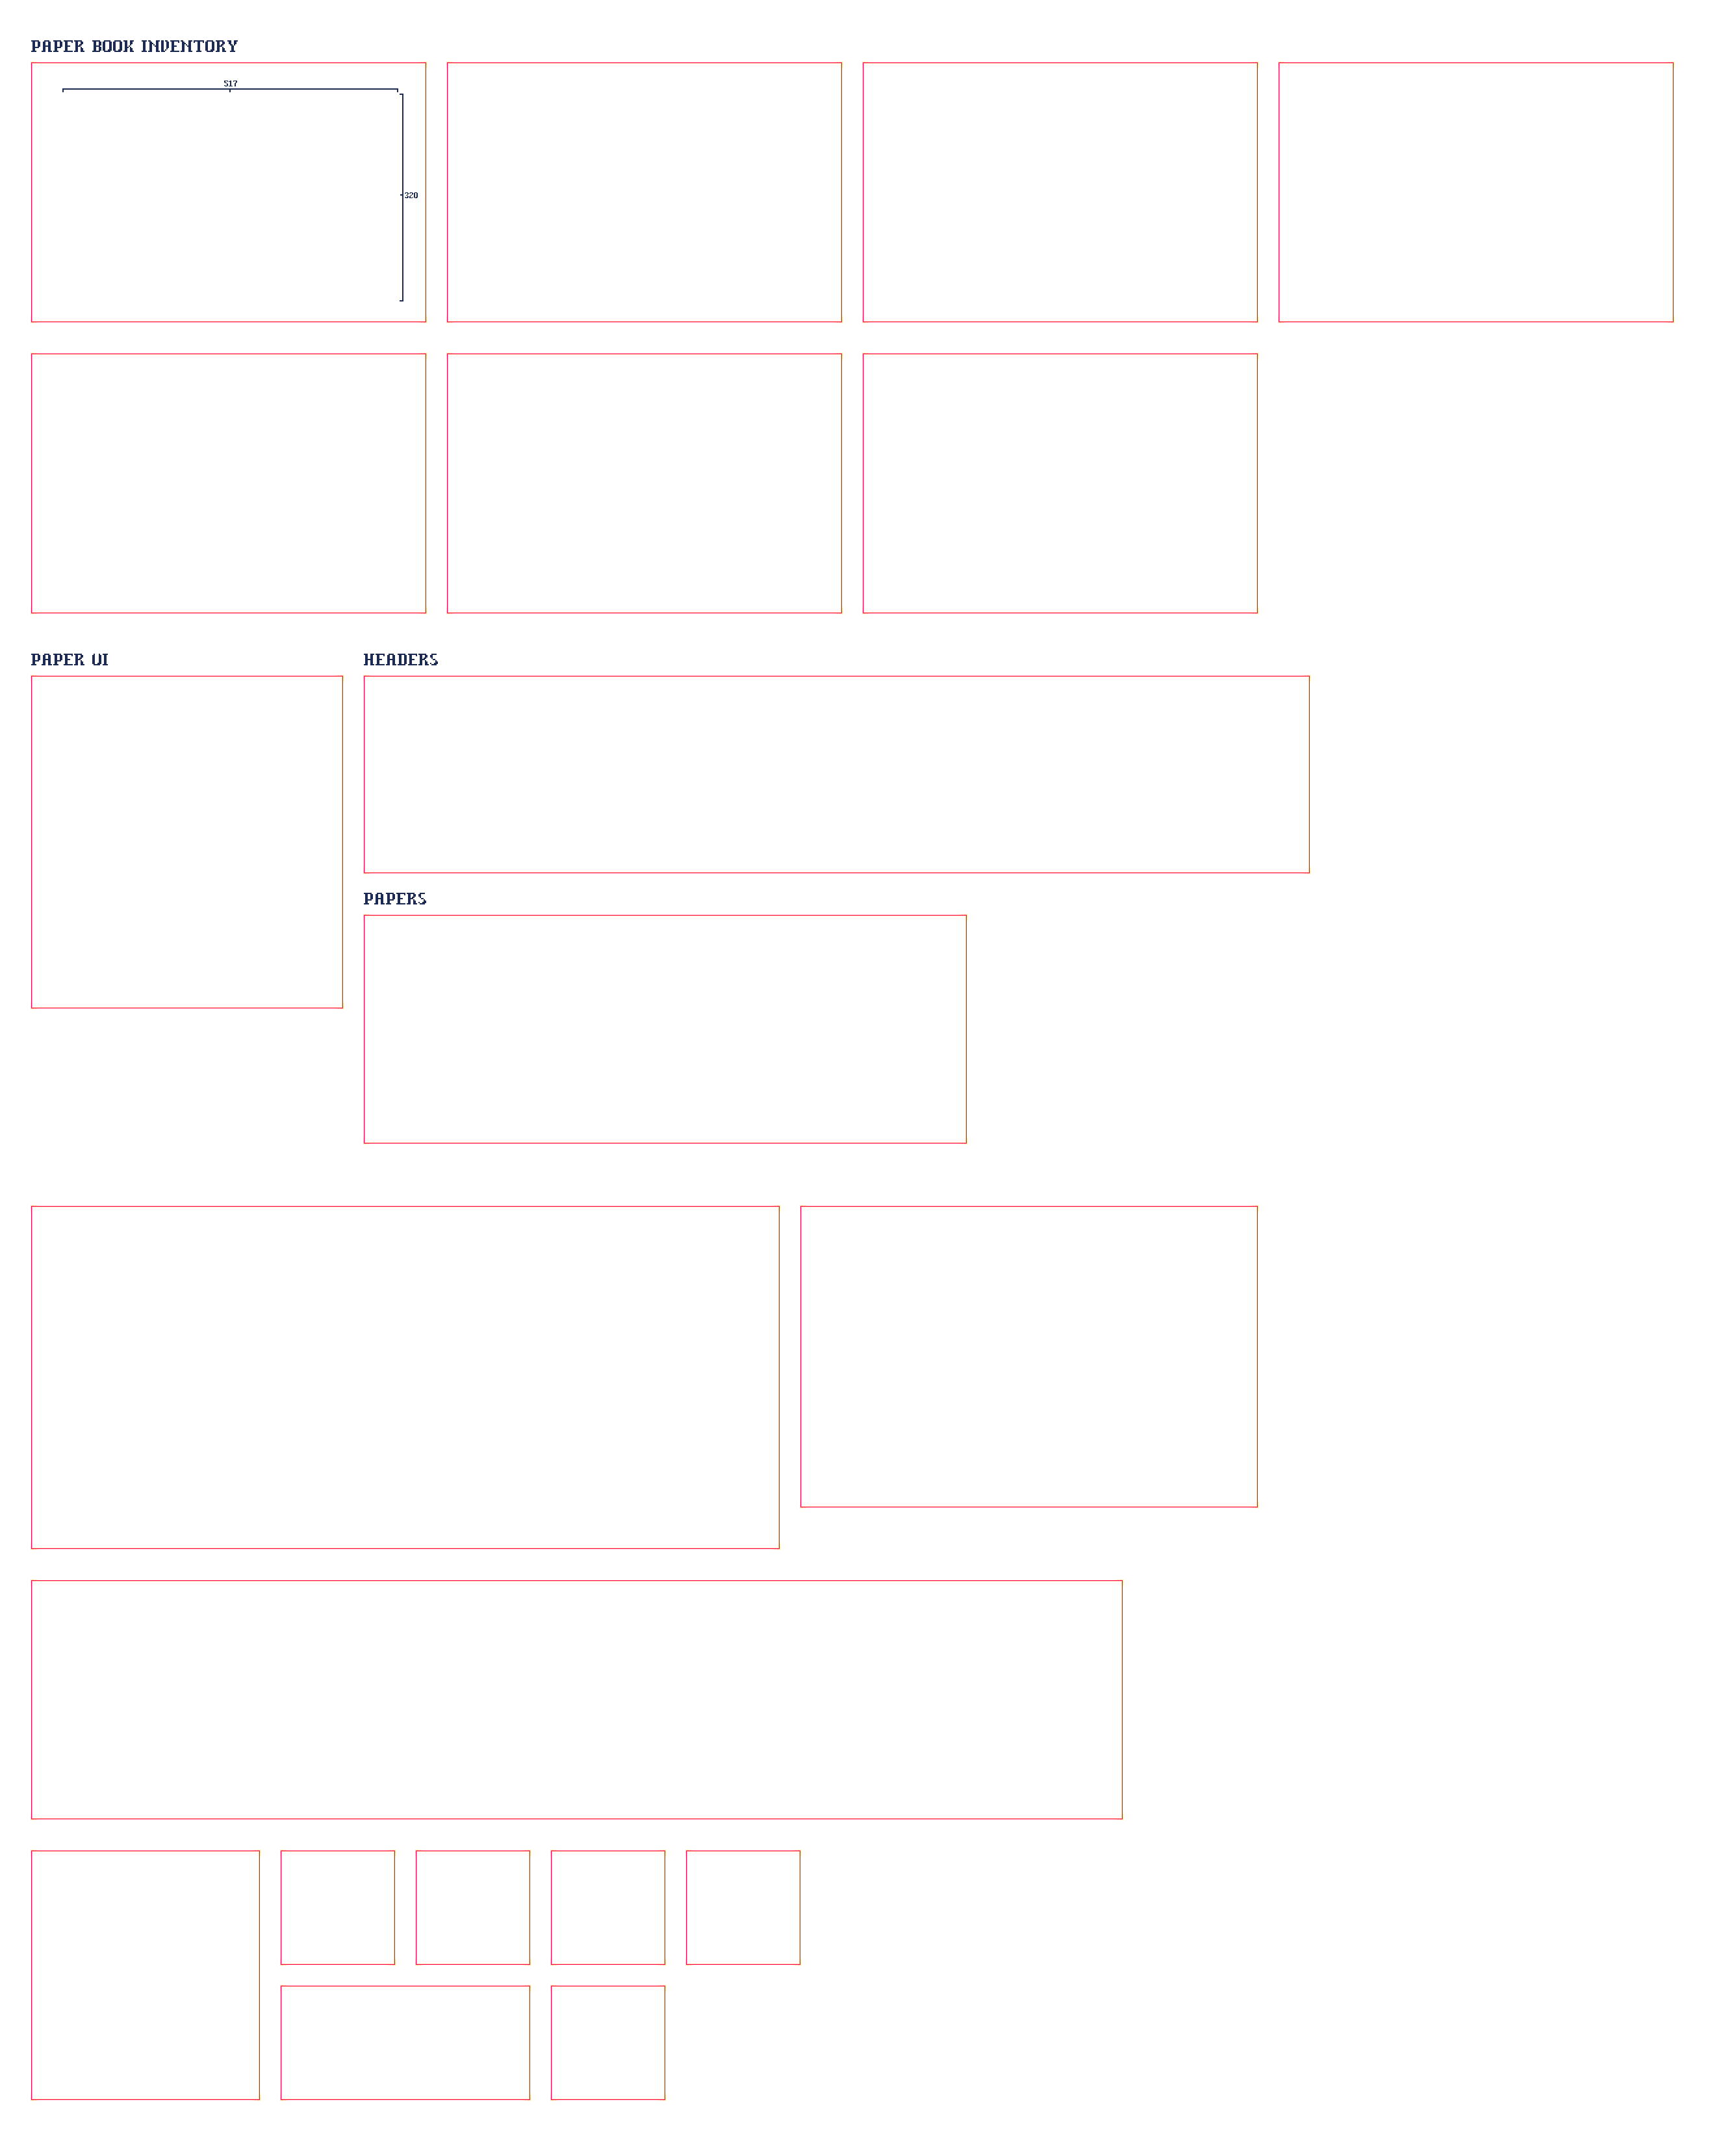 PAPER BOOK INVENTORY
517
320
PAPER UI
HEADERS
PAPERS